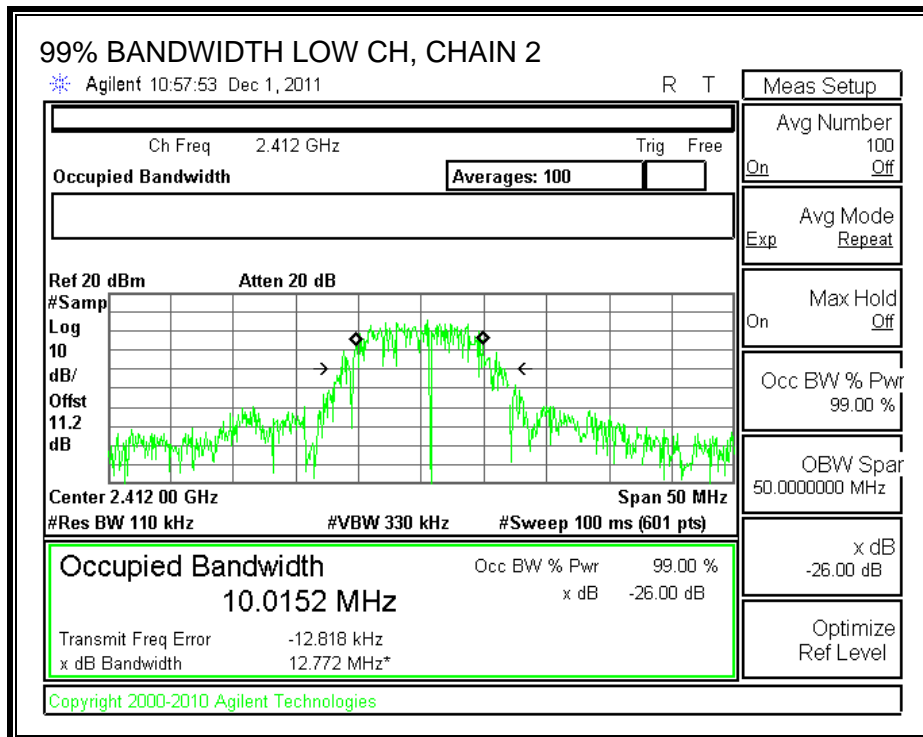 99% BANDWIDTH LOW CH, CHAIN 2
Agilent 10:57:53 Dec 1, 2011 R T
Ch Freq 2.412 GHz Trig Free
Occupied Bandwidth Averages: 100
Ref 20 dBm Atten 20 dB
#Samp
Log
10
dB/
Offst
11.2
dB
Center 2.412 00 GHz Span 50 MHz
#Res BW 110 kHz #VBW 330 kHz #Sweep 100 ms (601 pts)
Occupied Bandwidth Occ BW % Pwr 99.00 %
10.0152 MHz x dB -26.00 dB
Transmit Freq Error -12.818 kHz
x dB Bandwidth 12.772 MHz*
Copyright 2000-2010 Agilent Technologies
Meas Setup
Avg Number
100
On Off
Avg Mode
Exp Repeat
Max Hold
On Off
Occ BW % Pwr
99.00 %
OBW Span
50.0000000 MHz
x dB
-26.00 dB
Optimize
Ref Level